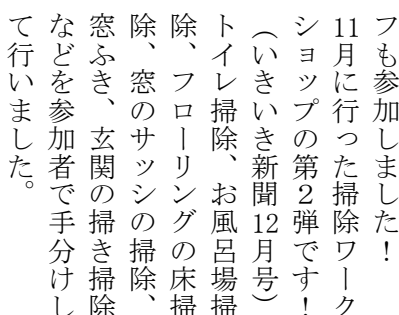 フも参加しました！
11月に行った掃除ワーク
ショップの第２弾です！
（いきいき新聞12月号）
トイレ掃除、お風呂場掃
除、フローリングの床掃
除、窓のサッシの掃除、
窓ふき、玄関の掃き掃除
などを参加者で手分けし
て行いました。